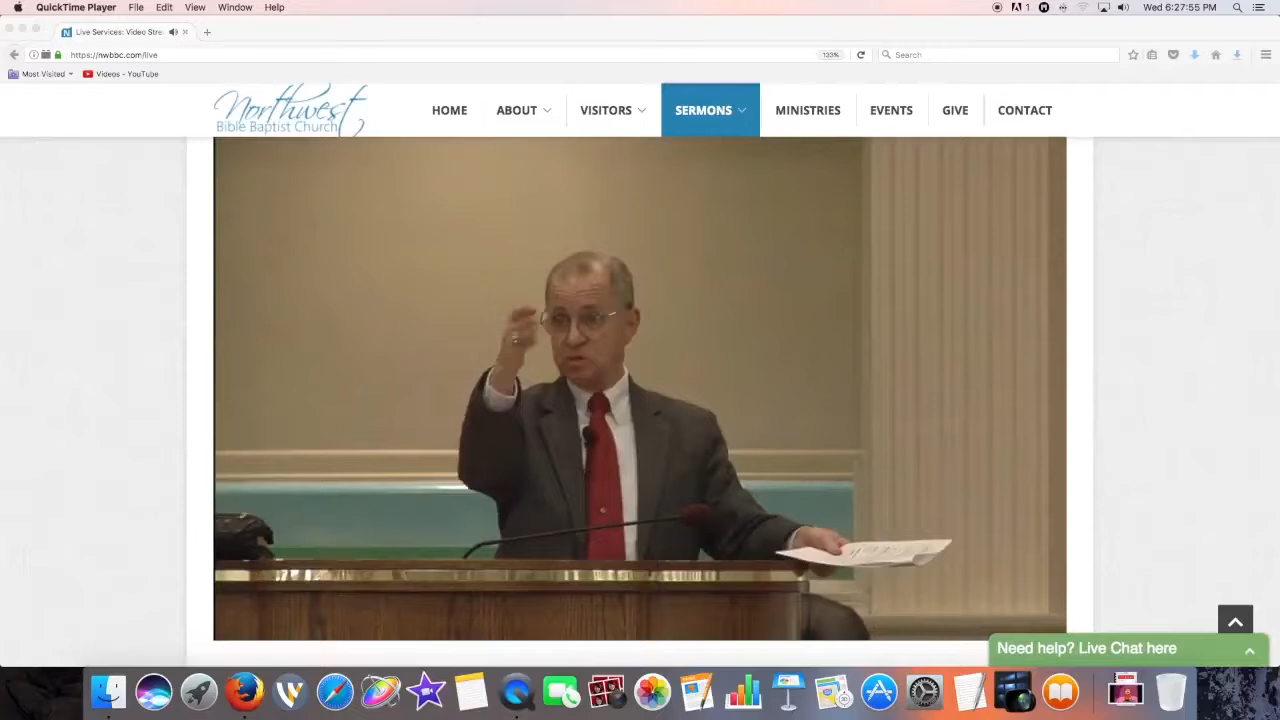 QuickTime Player File Edit View Window Help
1
Wed 6:27:55 PM
Live Services: Video Stre
https://nwbbc.com/live
133%
Search
Most Visited
Videos - YouTube
Northwest
Bible Baptist Church
HOME ABOUT VISITORS SERMONS MINISTRIES EVENTS GIVE CONTACT
Need help? Live Chat here